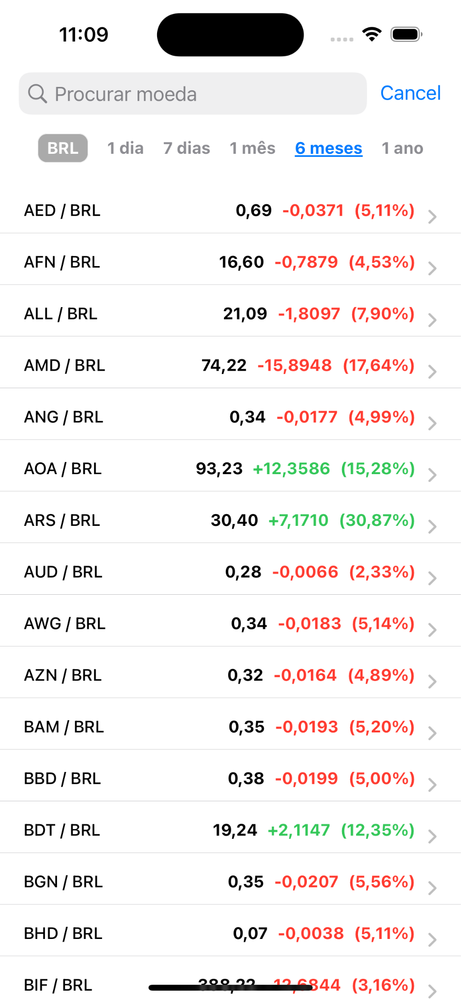 11:09
Procurar moeda Cancel
BRL 1 dia 7 dias 1 mês 6 meses 1 ano
AED / BRL 0,69 -0,0371 (5,11%)
AFN / BRL 16,60 -0,7879 (4,53%)
ALL / BRL 21,09 -1,8097 (7,90%)
AMD / BRL 74,22 -15,8948 (17,64%)
ANG / BRL 0,34 -0,0177 (4,99%)
AOA / BRL 93,23 +12,3586 (15,28%)
ARS / BRL 30,40 +7,1710 (30,87%)
AUD / BRL 0,28 -0,0066 (2,33%)
AWG / BRL 0,34 -0,0183 (5,14%)
AZN / BRL 0,32 -0,0164 (4,89%)
BAM / BRL 0,35 -0,0193 (5,20%)
BBD / BRL 0,38 -0,0199 (5,00%)
BDT / BRL 19,24 +2,1147 (12,35%)
BGN / BRL 0,35 -0,0207 (5,56%)
BHD / BRL 0,07 -0,0038 (5,11%)
BIF / BRL 388,22 -12,6844 (3,16%)